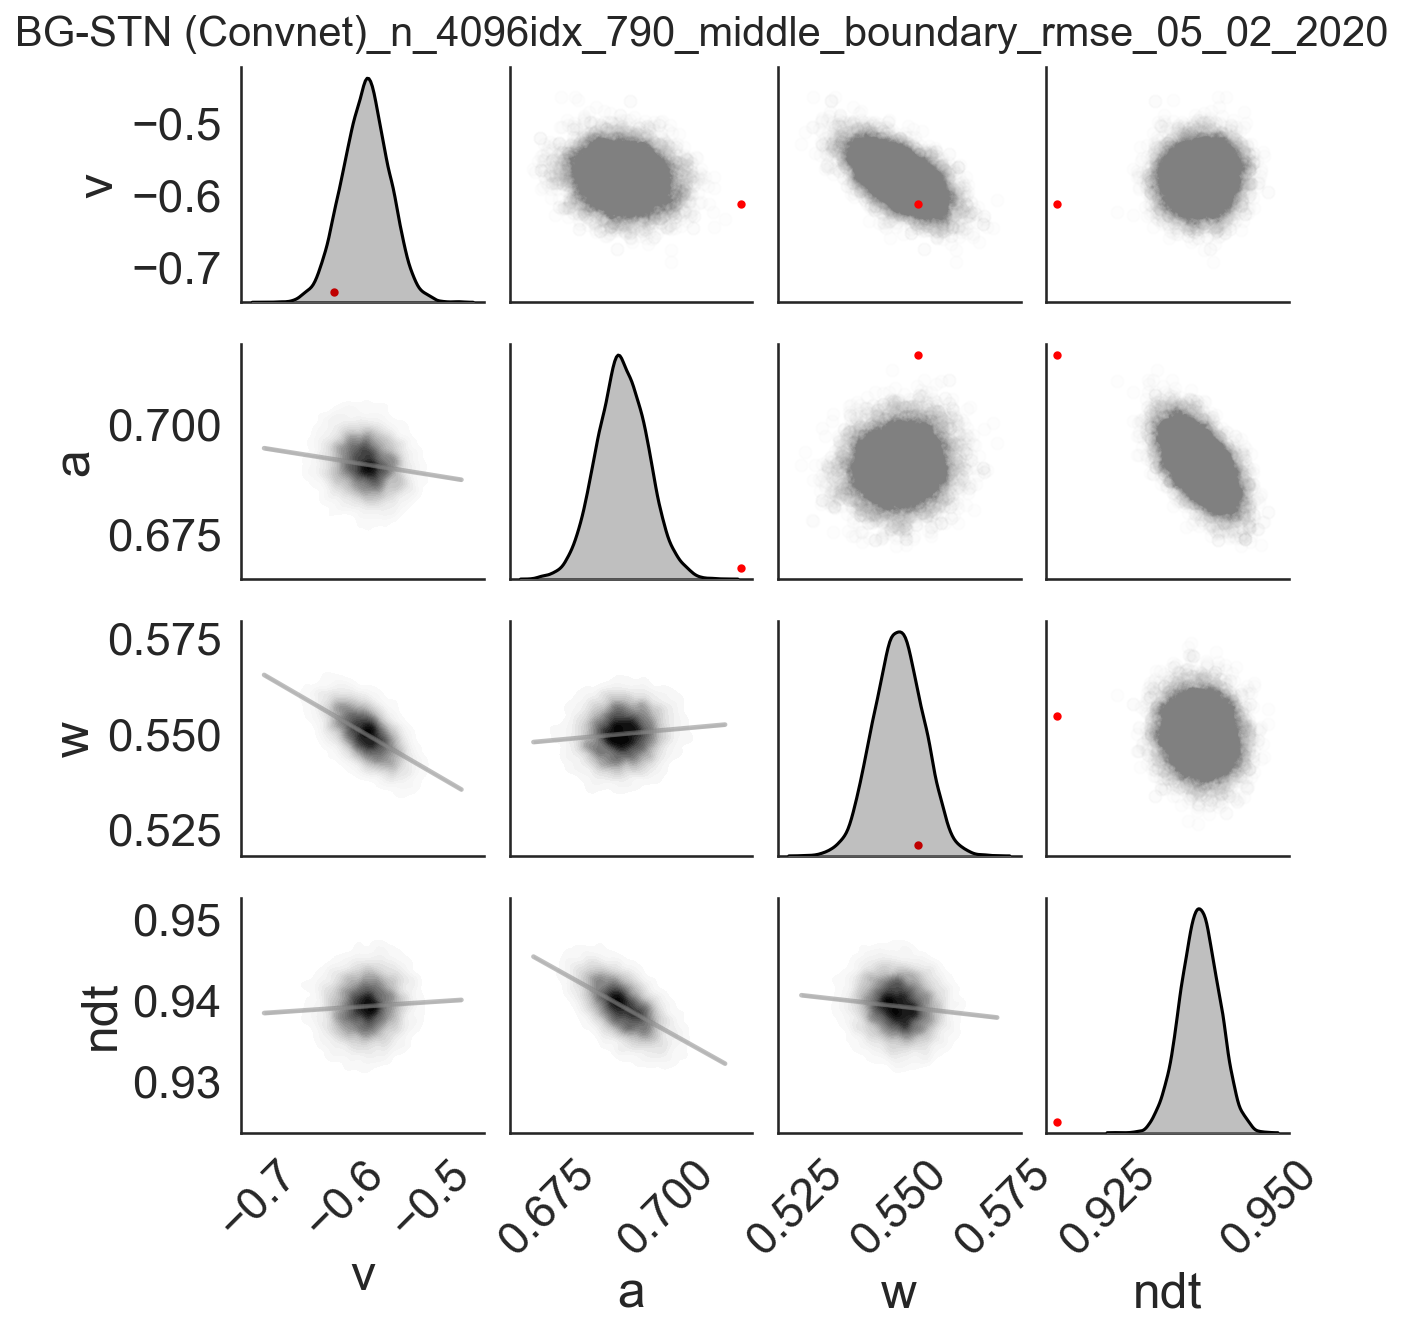 BG-STN (Convnet)_n_4096idx_790_middle_boundary_rmse_05_02_2020
−0.5
v −0.6
−0.7
0.700
a
0.675
0.575
w 0.550
0.525
0.95
ndt 0.94
0.93
−0.7 −0.6 −0.5 0.675 0.700 0.525 0.550 0.575 0.925 0.950
v a w ndt